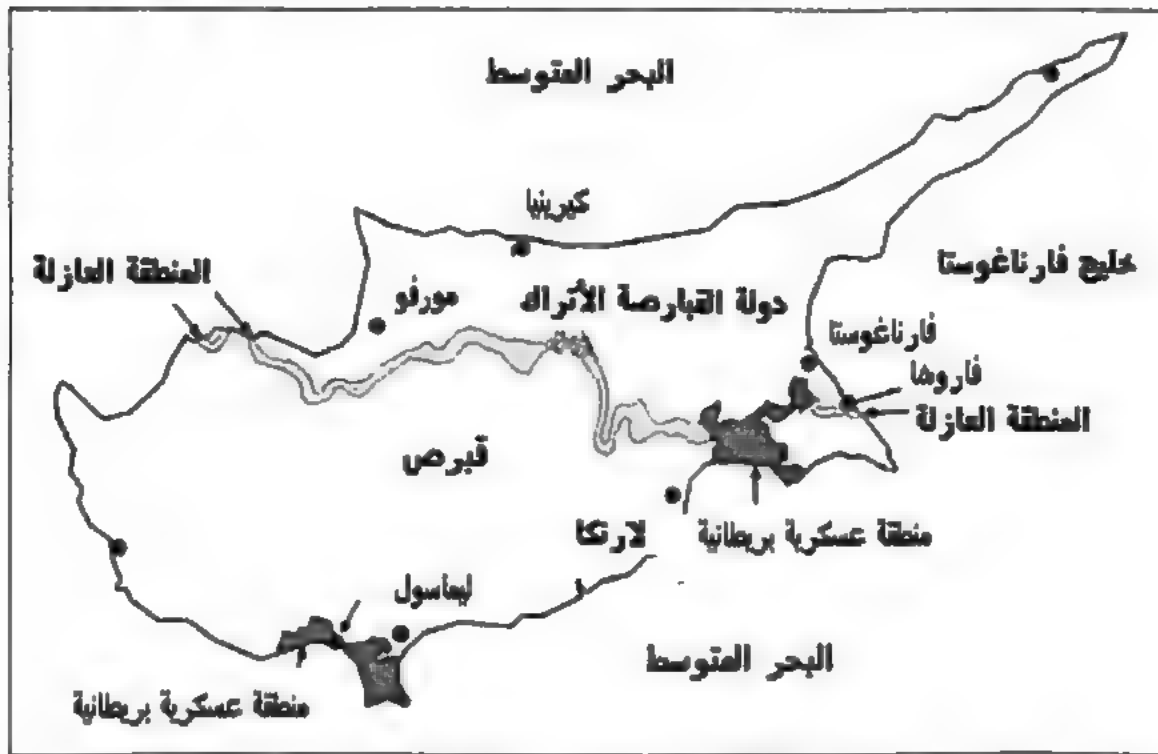 البحر المتوسط
كيرينيا
المنطقة العازلة
مورفو
دولة القبارصة الأتراك
خليج فارناغوستا
فارناغوستا
فاروشا
المنطقة العازلة
قبرص
لارنكا
منطقة عسكرية بريطانية
ليماسول
البحر المتوسط
منطقة عسكرية بريطانية